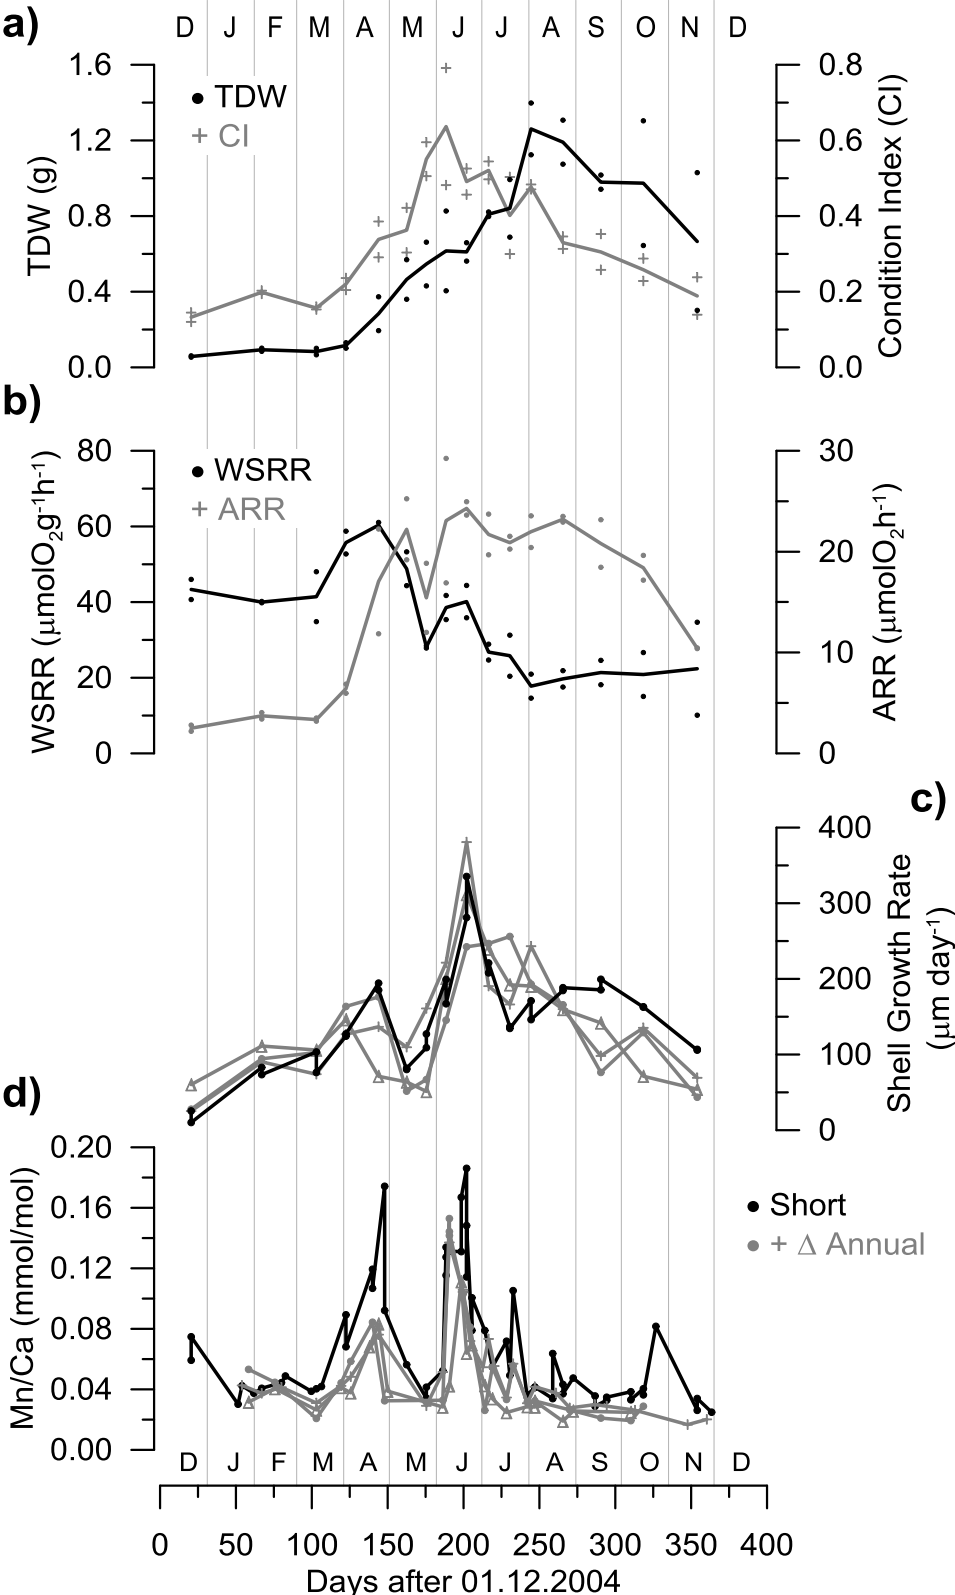 a)
D J F M A M J J A S O N D
1.6
1.2
0.8
0.4
0.0
TDW (g)
TDW
+ CI
0.8
0.6
0.4
0.2
0.0
Condition Index (CI)
b)
80
60
40
20
0
WSRR (μmolO₂g⁻¹h⁻¹)
WSRR
+ ARR
30
20
10
0
ARR (μmolO₂h⁻¹)
c)
400
300
200
100
0
Shell Growth Rate
(μm day⁻¹)
d)
0.20
0.16
0.12
0.08
0.04
0.00
Mn/Ca (mmol/mol)
● Short
● + Δ Annual
D J F M A M J J A S O N D
0 50 100 150 200 250 300 350 400
Days after 01.12.2004